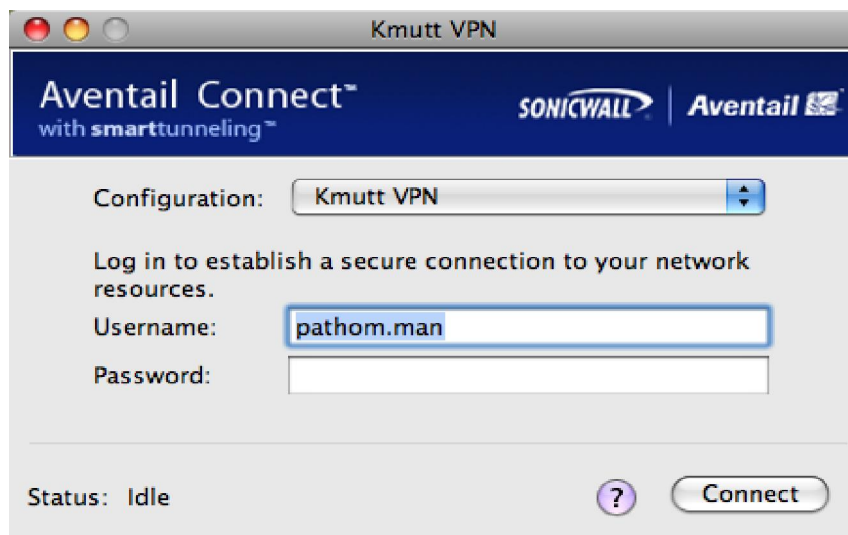 Kmutt VPN
Aventail Connect™
with smarttunneling™
SONICWALL | Aventail
Configuration: Kmutt VPN
Log in to establish a secure connection to your network
resources.
Username: pathom.man
Password:
Status: Idle ? Connect